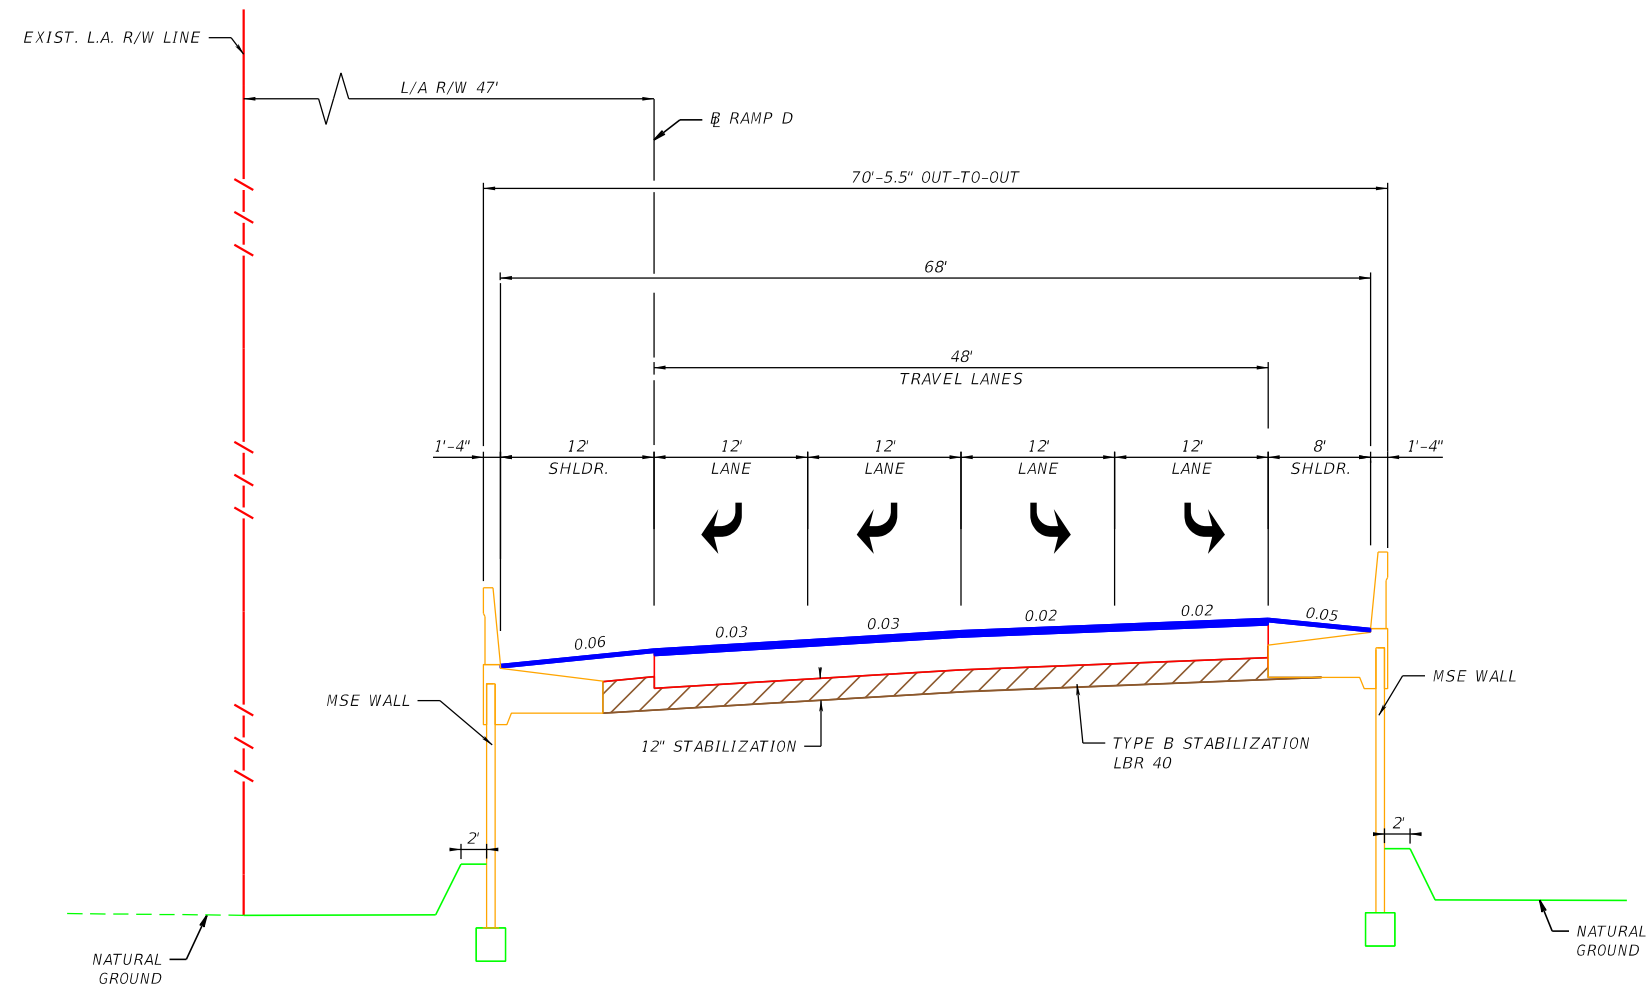 EXIST. L.A. R/W LINE
L/A R/W 47'
BL RAMP D
70'-5.5" OUT-TO-OUT
68'
48'
TRAVEL LANES
1'-4" 12' 12' 12' 12' 12' 8' 1'-4"
SHLDR. LANE LANE LANE LANE SHLDR.
0.06 0.03 0.03 0.02 0.02 0.05
MSE WALL
MSE WALL
12" STABILIZATION
TYPE B STABILIZATION
LBR 40
2'
2'
NATURAL
GROUND
NATURAL
GROUND